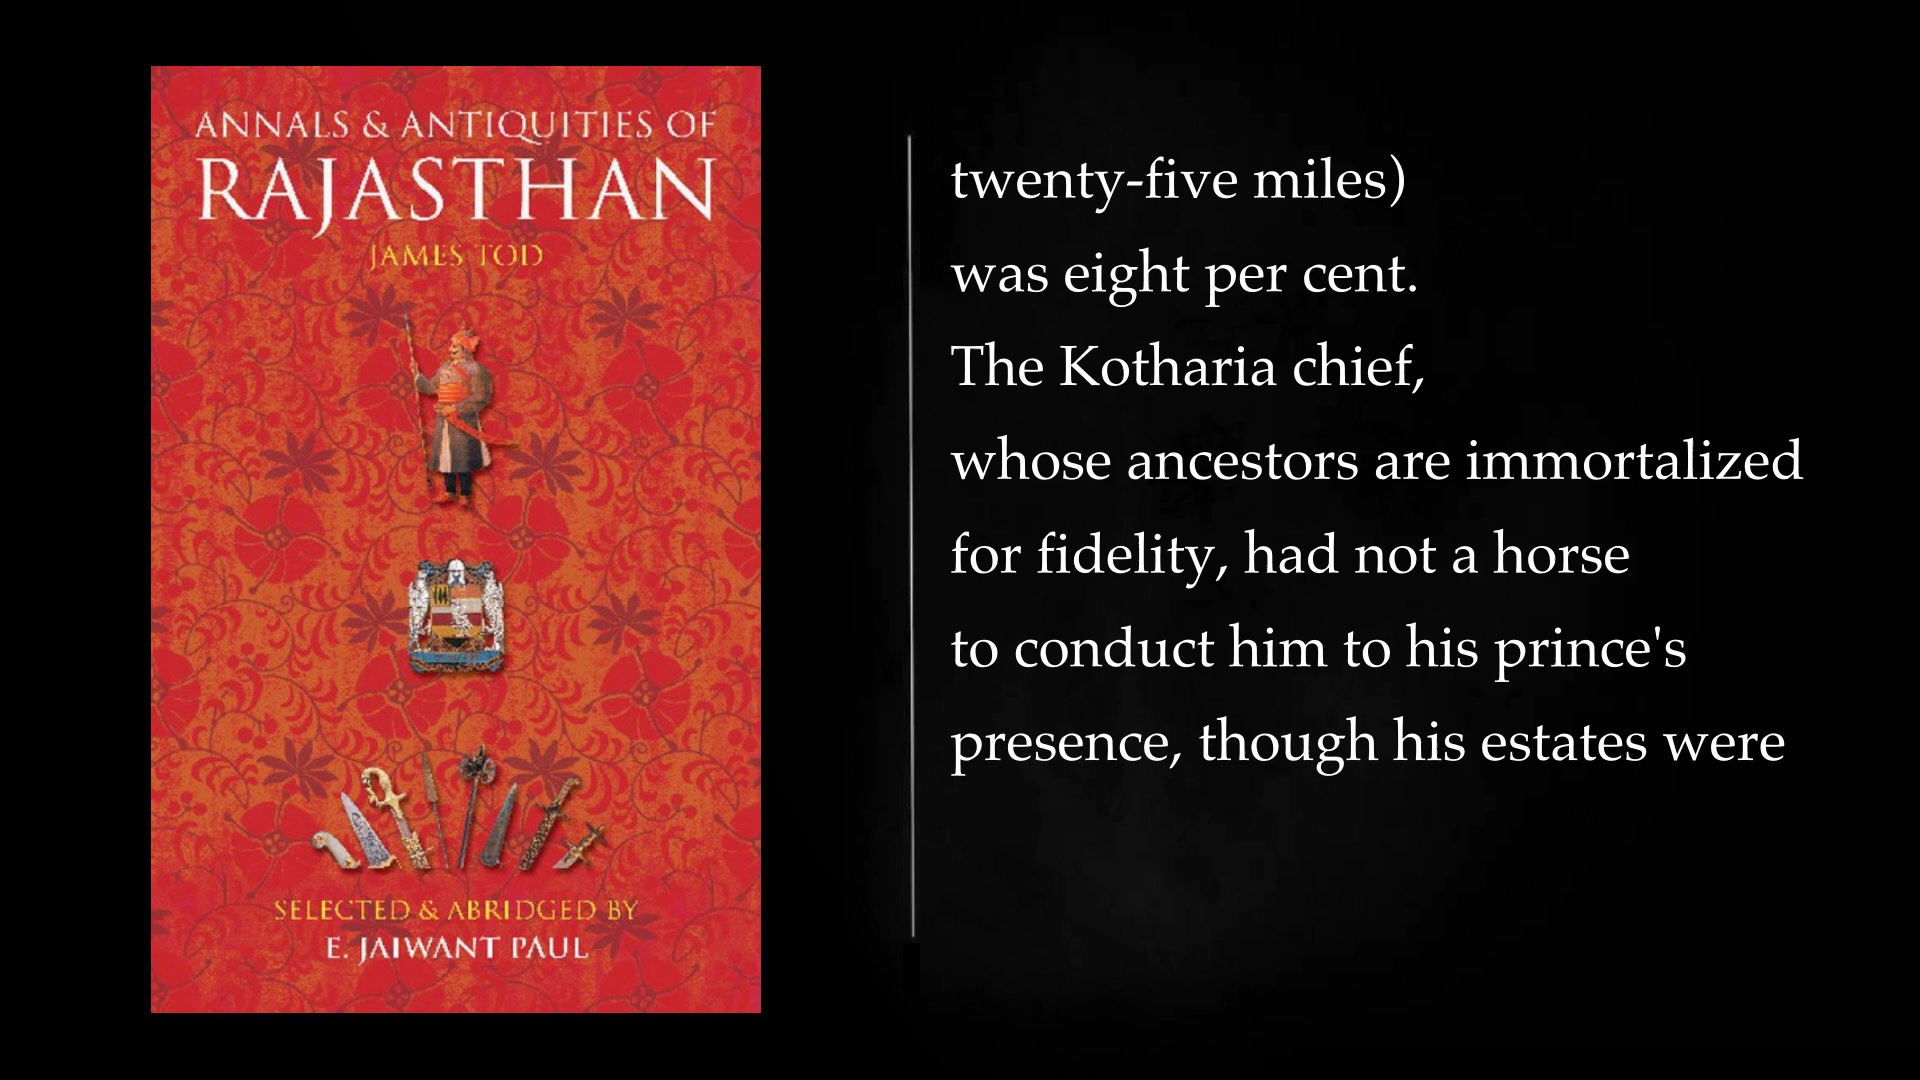 ANNALS & ANTIQUITIES OF
RAJASTHAN
JAMES TOD
SELECTED & ABRIDGED BY
E. JAIWANT PAUL
twenty-five miles)
was eight per cent.
The Kotharia chief,
whose ancestors are immortalized
for fidelity, had not a horse
to conduct him to his prince's
presence, though his estates were